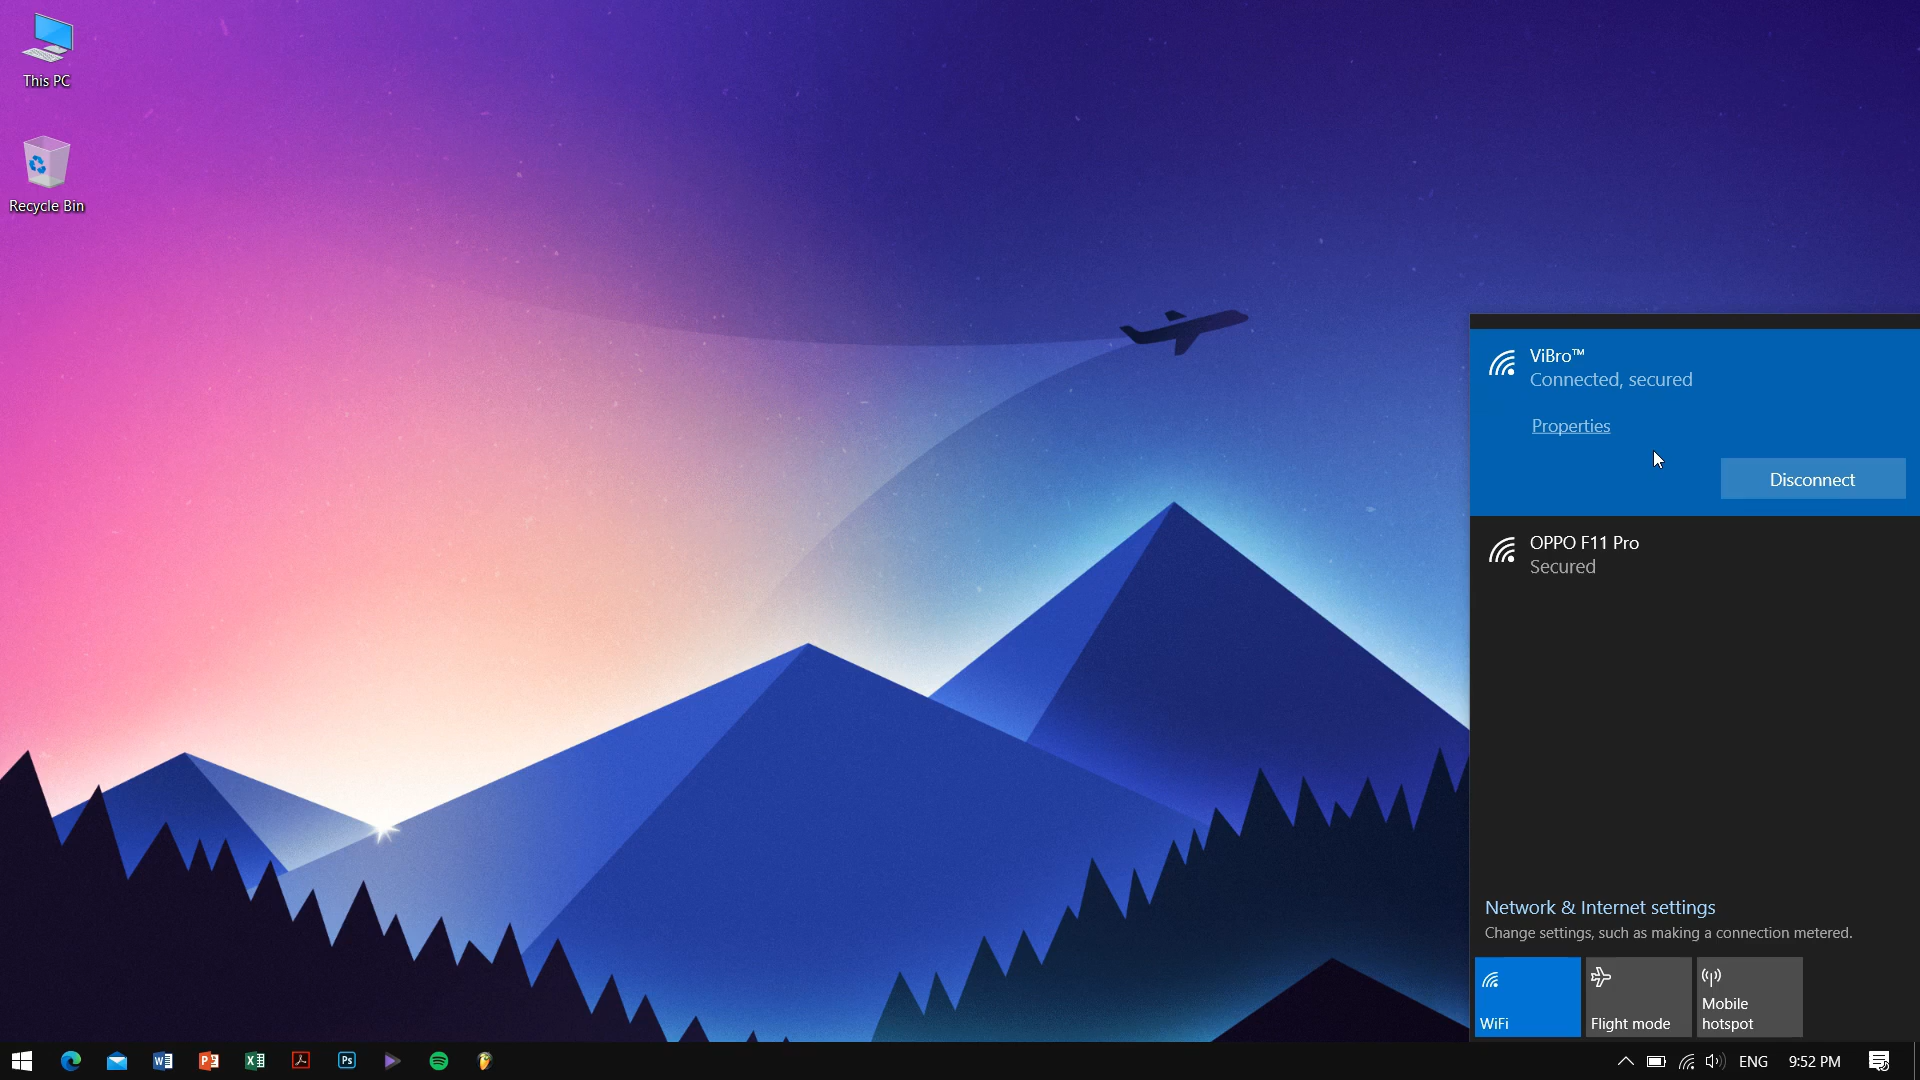 This PC
Recycle Bin
ViBro™
Connected, secured
Properties
Disconnect
OPPO F11 Pro
Secured
Network & Internet settings
Change settings, such as making a connection metered.
WiFi
Flight mode
Mobile
hotspot
W
P
X
Ps
ENG
9:52 PM